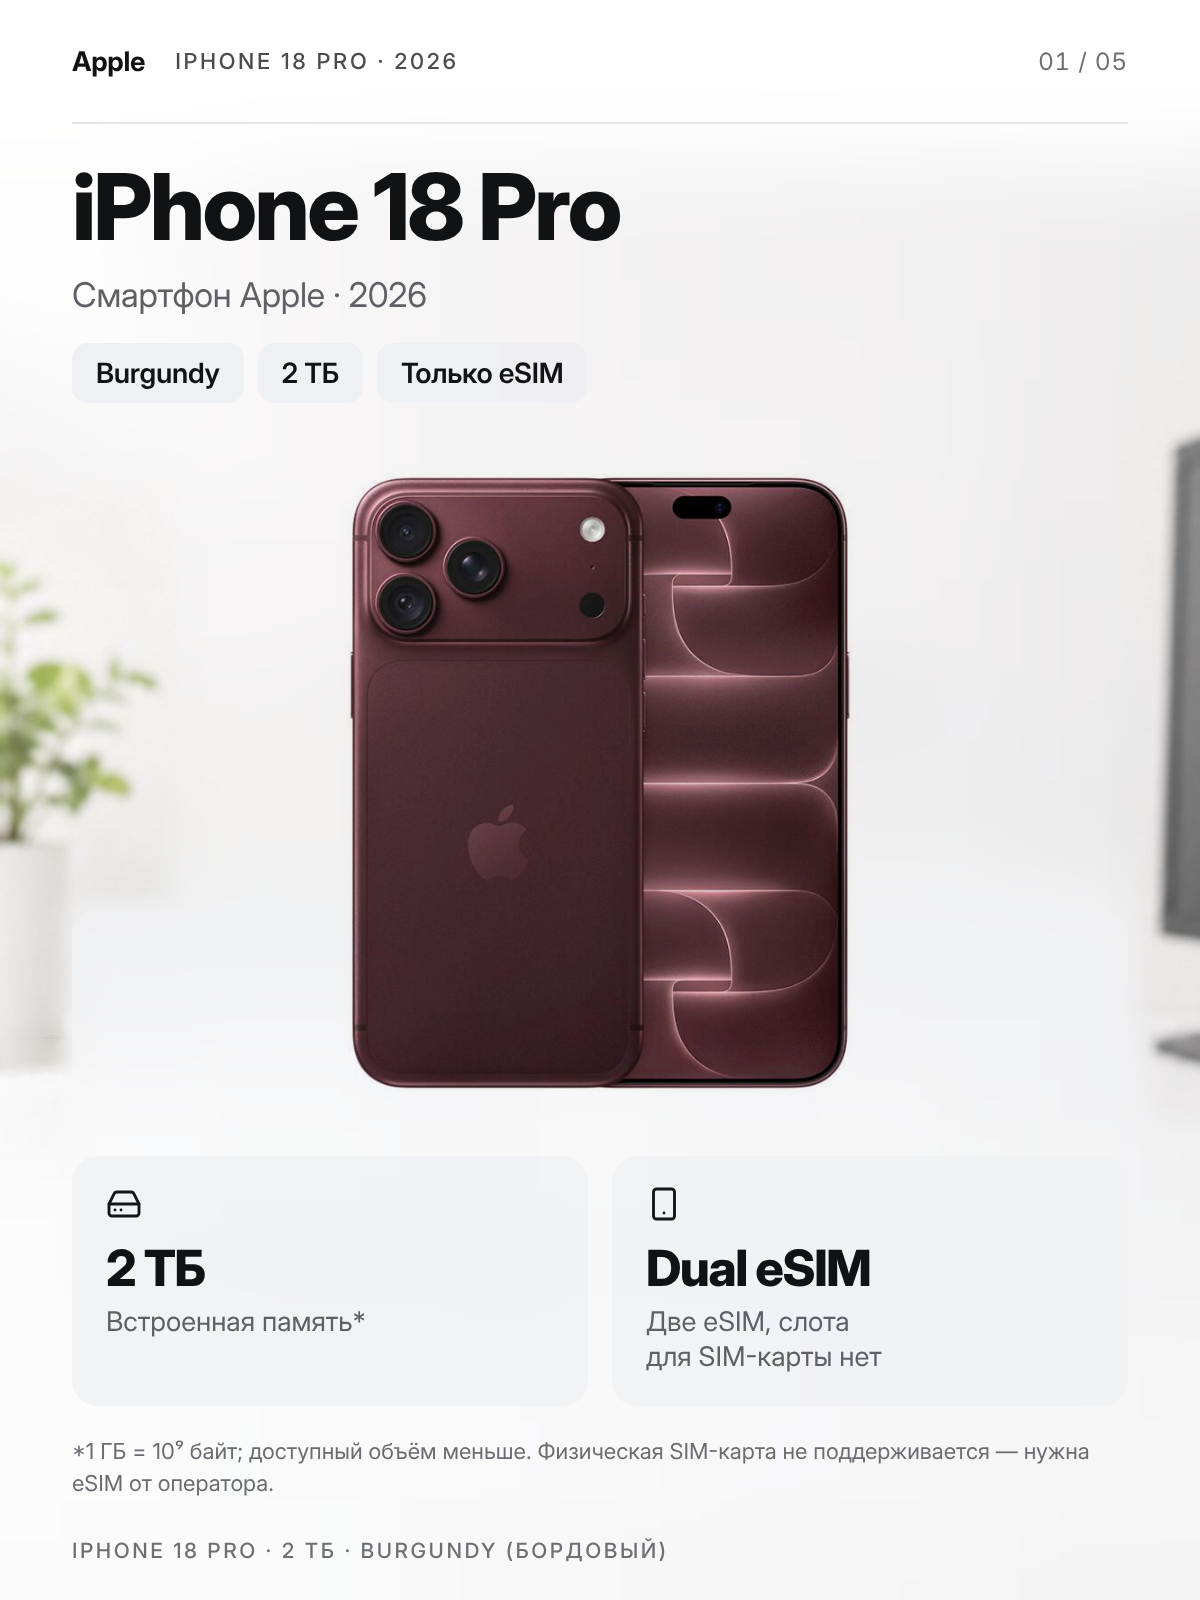 Apple IPHONE 18 PRO · 2026 01 / 05
iPhone 18 Pro
Смартфон Apple · 2026
Burgundy 2 ТБ Только eSIM
2 ТБ
Встроенная память*
Dual eSIM
Две eSIM, слота
для SIM-карты нет
*1 ГБ = 10⁹ байт; доступный объём меньше. Физическая SIM-карта не поддерживается — нужна
eSIM от оператора.
IPHONE 18 PRO · 2 ТБ · BURGUNDY (БОРДОВЫЙ)